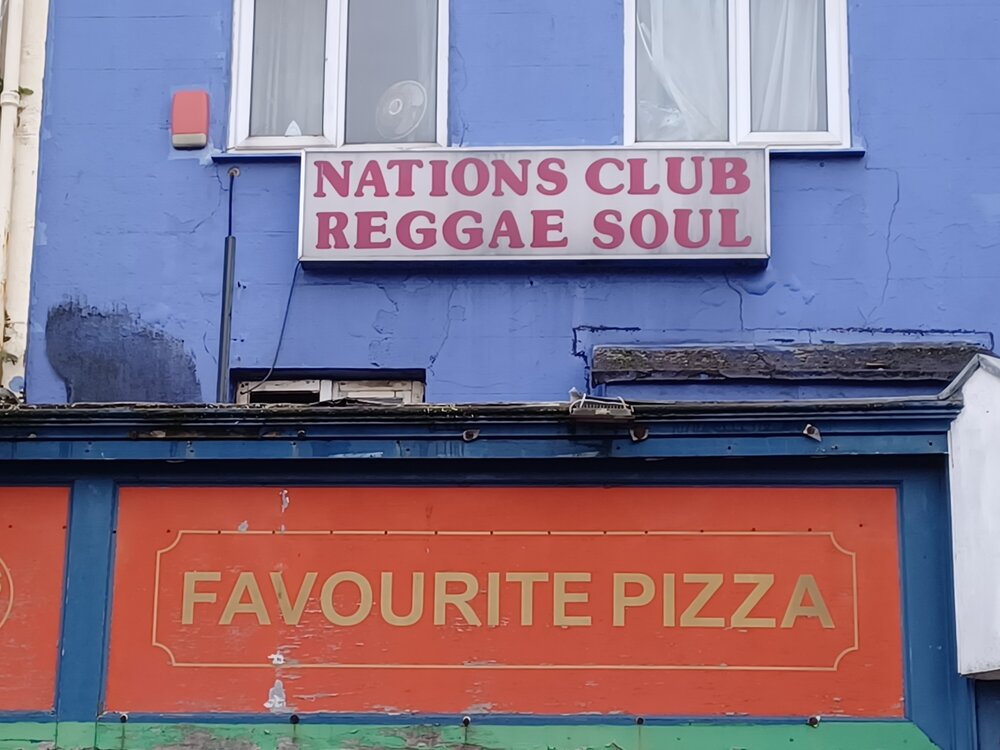 NATIONS CLUB
REGGAE SOUL
FAVOURITE PIZZA